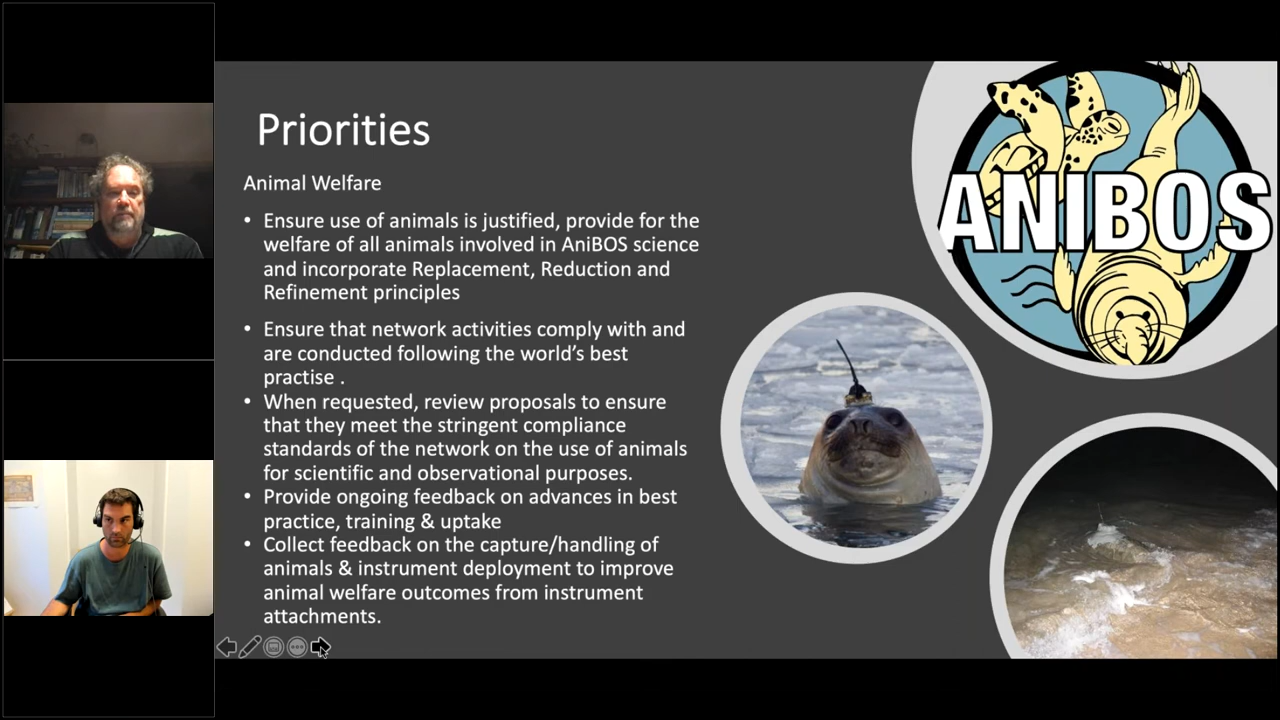 Priorities
Animal Welfare
• Ensure use of animals is justified, provide for the
welfare of all animals involved in AniBOS science
and incorporate Replacement, Reduction and
Refinement principles
• Ensure that network activities comply with and
are conducted following the world’s best
practise .
• When requested, review proposals to ensure
that they meet the stringent compliance
standards of the network on the use of animals
for scientific and observational purposes.
• Provide ongoing feedback on advances in best
practice, training & uptake
• Collect feedback on the capture/handling of
animals & instrument deployment to improve
animal welfare outcomes from instrument
attachments.
ANIBOS